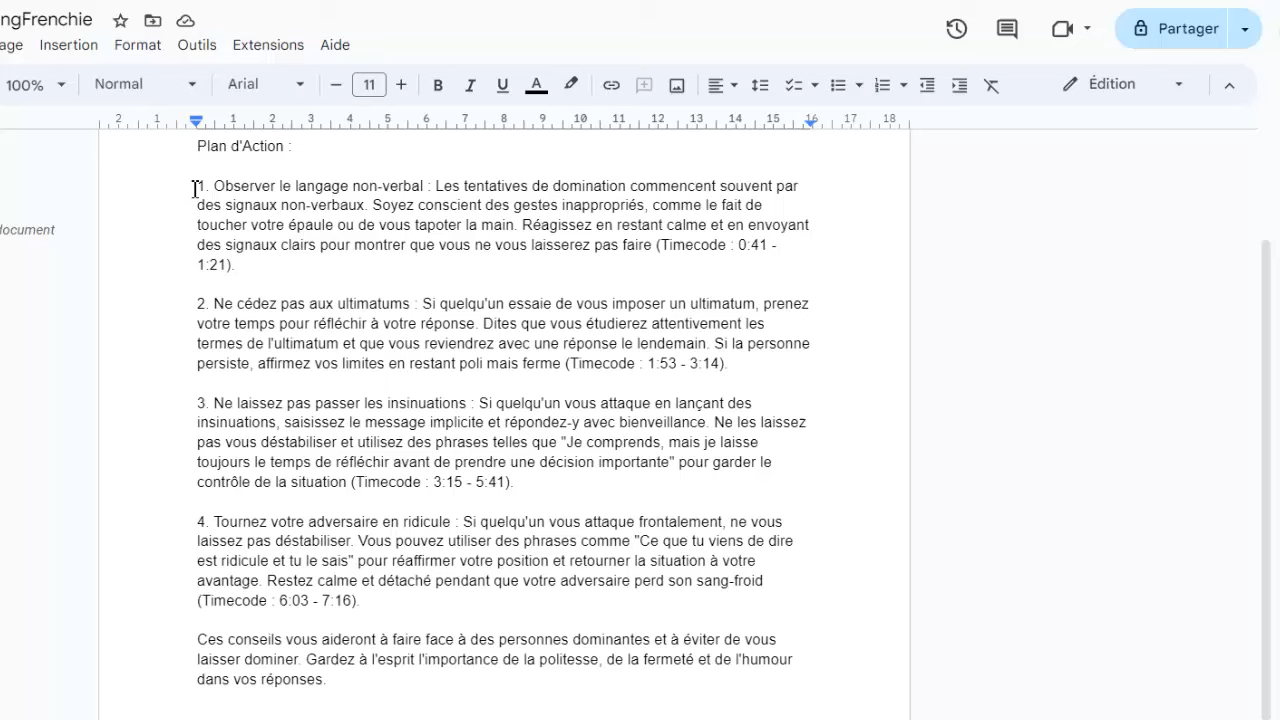 ngFrenchie
age Insertion Format Outils Extensions Aide
Partager
100% Normal Arial 11 B I U A Édition
2 1 1 2 3 4 5 6 7 8 9 10 11 12 13 14 15 16 17 18
Plan d'Action :
1. Observer le langage non-verbal : Les tentatives de domination commencent souvent par
des signaux non-verbaux. Soyez conscient des gestes inappropriés, comme le fait de
toucher votre épaule ou de vous tapoter la main. Réagissez en restant calme et en envoyant
des signaux clairs pour montrer que vous ne vous laisserez pas faire (Timecode : 0:41 -
1:21).
ocument
2. Ne cédez pas aux ultimatums : Si quelqu'un essaie de vous imposer un ultimatum, prenez
votre temps pour réfléchir à votre réponse. Dites que vous étudierez attentivement les
termes de l'ultimatum et que vous reviendrez avec une réponse le lendemain. Si la personne
persiste, affirmez vos limites en restant poli mais ferme (Timecode : 1:53 - 3:14).
3. Ne laissez pas passer les insinuations : Si quelqu'un vous attaque en lançant des
insinuations, saisissez le message implicite et répondez-y avec bienveillance. Ne les laissez
pas vous déstabiliser et utilisez des phrases telles que "Je comprends, mais je laisse
toujours le temps de réfléchir avant de prendre une décision importante" pour garder le
contrôle de la situation (Timecode : 3:15 - 5:41).
4. Tournez votre adversaire en ridicule : Si quelqu'un vous attaque frontalement, ne vous
laissez pas déstabiliser. Vous pouvez utiliser des phrases comme "Ce que tu viens de dire
est ridicule et tu le sais" pour réaffirmer votre position et retourner la situation à votre
avantage. Restez calme et détaché pendant que votre adversaire perd son sang-froid
(Timecode : 6:03 - 7:16).
Ces conseils vous aideront à faire face à des personnes dominantes et à éviter de vous
laisser dominer. Gardez à l'esprit l'importance de la politesse, de la fermeté et de l'humour
dans vos réponses.